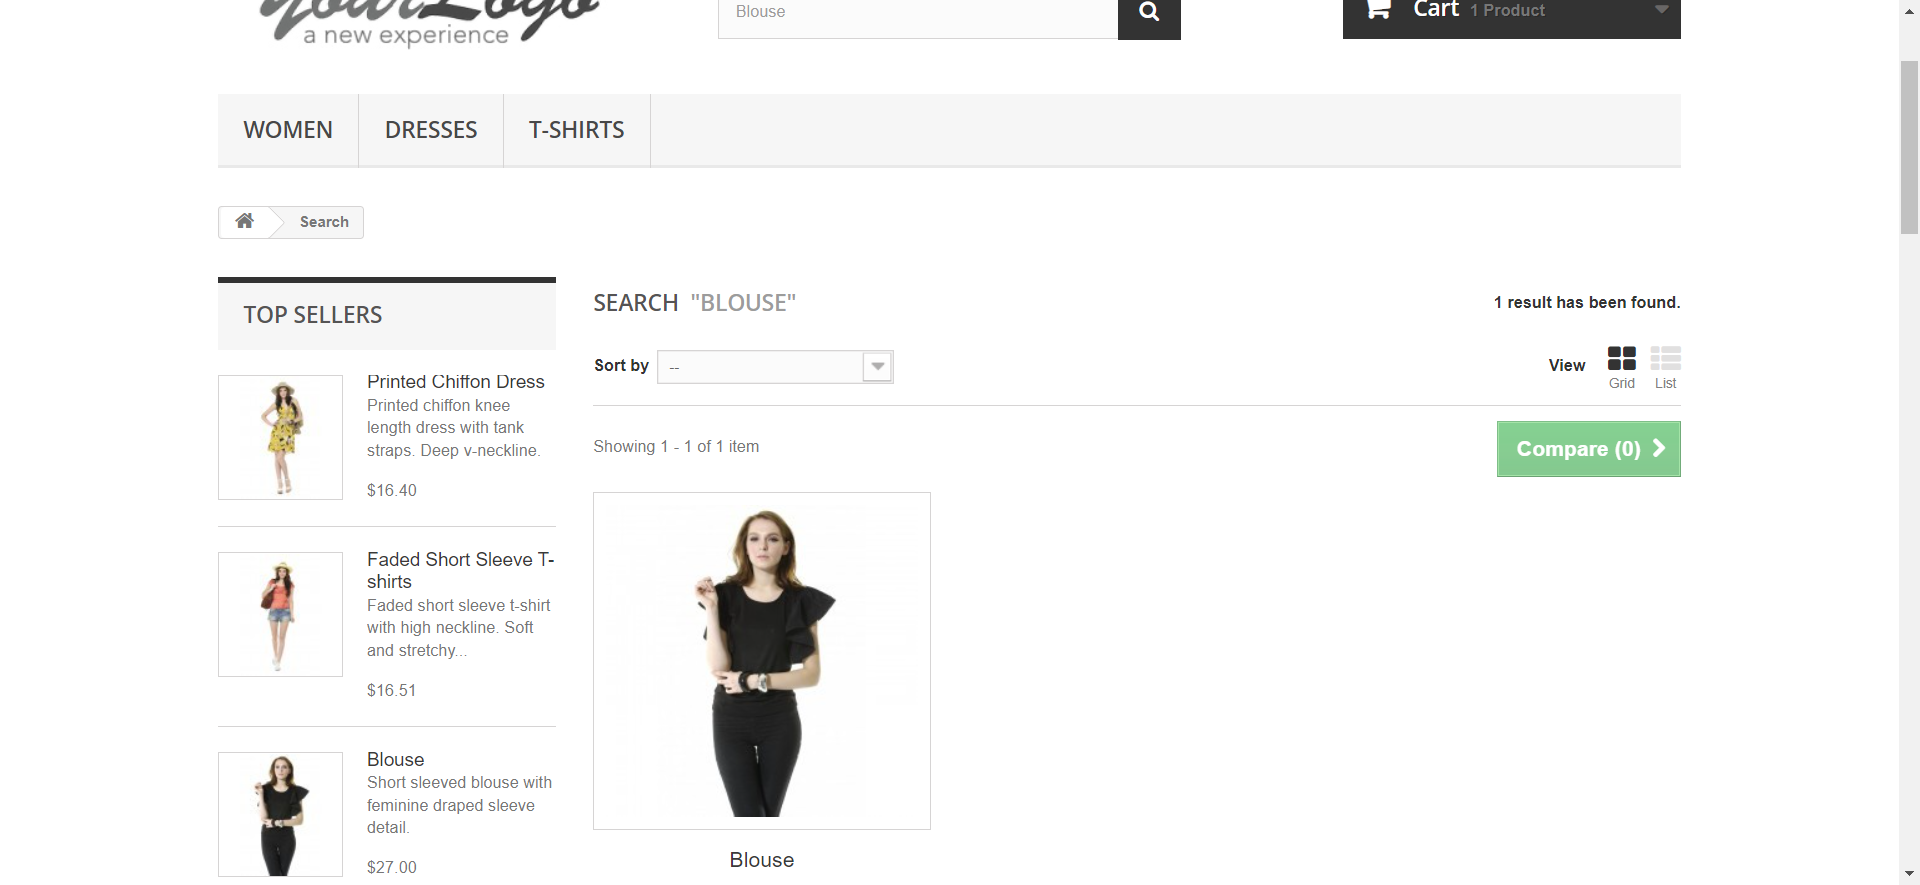 yourLogo
a new experience
Blouse
Cart 1 Product
WOMEN
DRESSES
T-SHIRTS
Search
TOP SELLERS
Printed Chiffon Dress
Printed chiffon knee
length dress with tank
straps. Deep v-neckline.
$16.40
Faded Short Sleeve T-
shirts
Faded short sleeve t-shirt
with high neckline. Soft
and stretchy...
$16.51
Blouse
Short sleeved blouse with
feminine draped sleeve
detail.
$27.00
SEARCH "BLOUSE"
1 result has been found.
Sort by --
View
Grid
List
Showing 1 - 1 of 1 item
Compare (0)
Blouse